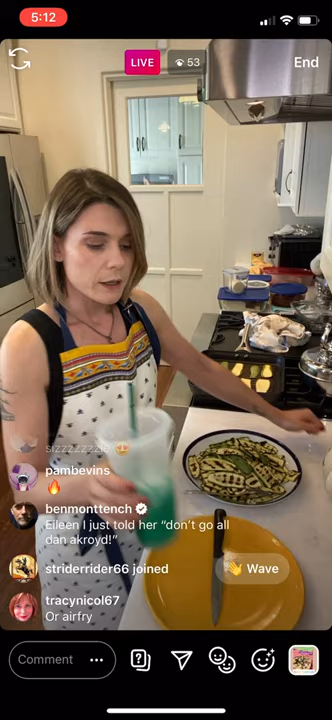 5:12
LIVE
53
End
sizzzzzzle
pambevins
benmonttench
Eileen I just told her “don’t go all
dan akroyd!”
striderrider66 joined
Wave
tracynicol67
Or airfry
Comment